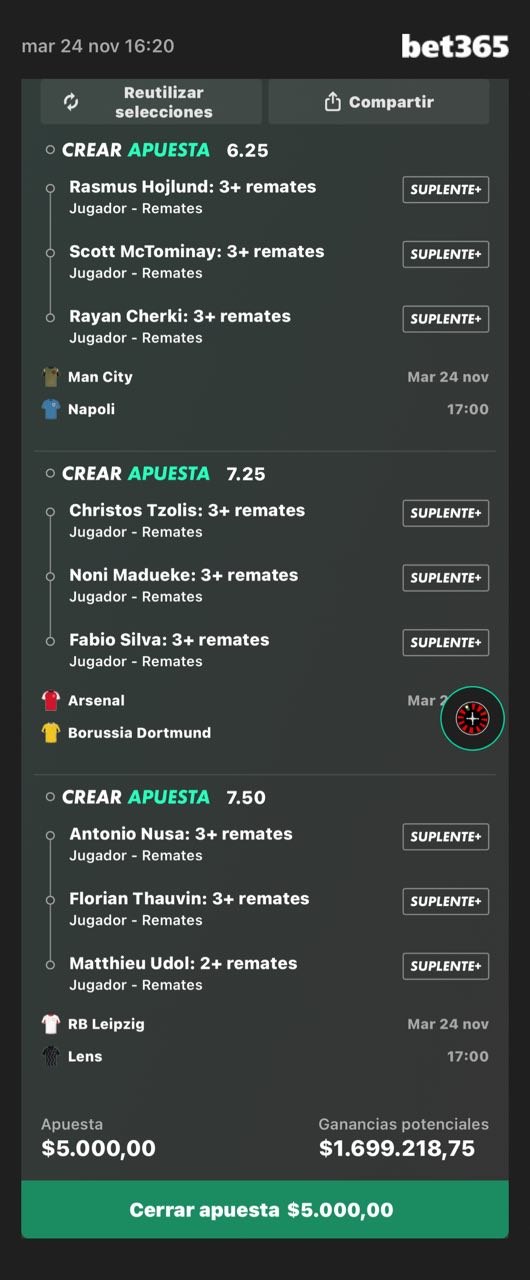 mar 24 nov 16:20
bet365
Reutilizar
selecciones
Compartir
CREAR APUESTA 6.25
Rasmus Hojlund: 3+ remates
SUPLENTE+
Jugador - Remates
Scott McTominay: 3+ remates
SUPLENTE+
Jugador - Remates
Rayan Cherki: 3+ remates
SUPLENTE+
Jugador - Remates
Man City
Mar 24 nov
Napoli
17:00
CREAR APUESTA 7.25
Christos Tzolis: 3+ remates
SUPLENTE+
Jugador - Remates
Noni Madueke: 3+ remates
SUPLENTE+
Jugador - Remates
Fabio Silva: 3+ remates
SUPLENTE+
Jugador - Remates
Arsenal
Mar 2
Borussia Dortmund
CREAR APUESTA 7.50
Antonio Nusa: 3+ remates
SUPLENTE+
Jugador - Remates
Florian Thauvin: 3+ remates
SUPLENTE+
Jugador - Remates
Matthieu Udol: 2+ remates
SUPLENTE+
Jugador - Remates
RB Leipzig
Mar 24 nov
Lens
17:00
Apuesta
Ganancias potenciales
$5.000,00
$1.699.218,75
Cerrar apuesta $5.000,00